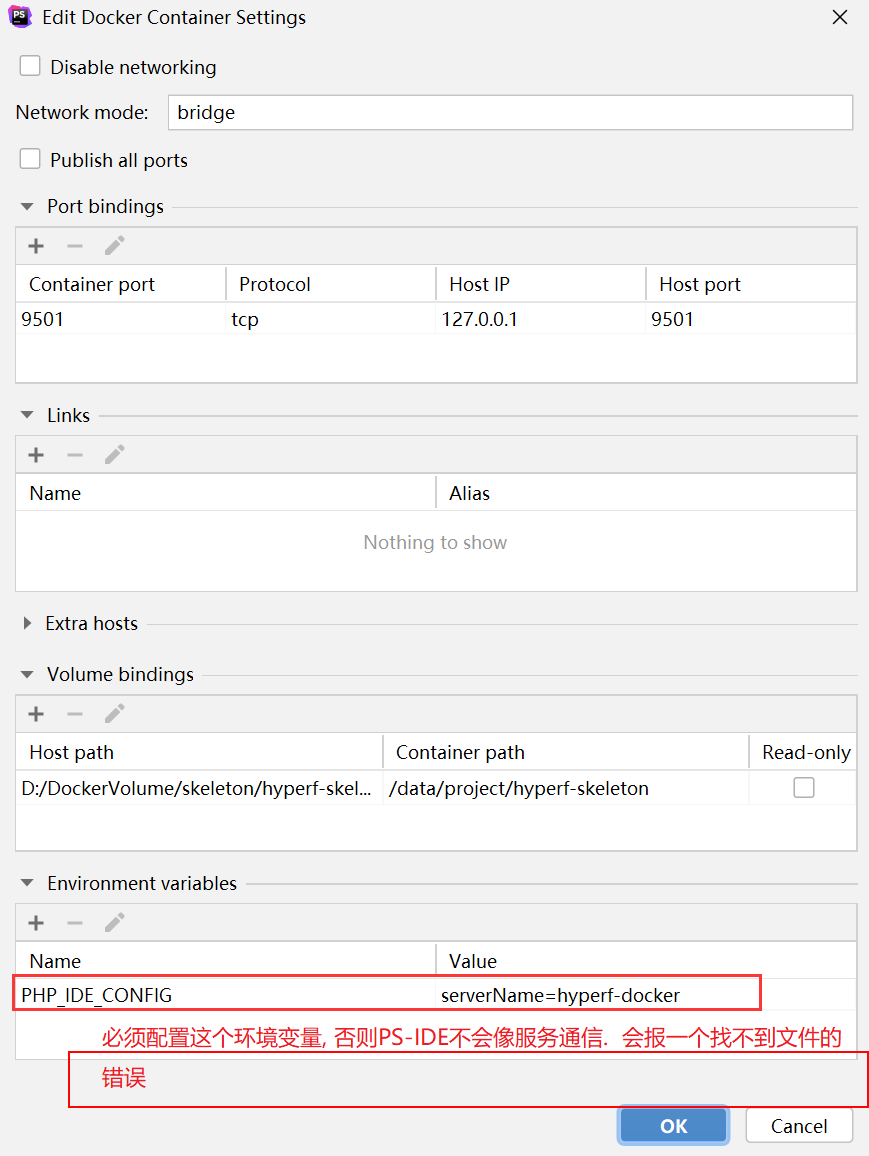 PS
Edit Docker Container Settings
Disable networking
Network mode: bridge
Publish all ports
Port bindings
Container port Protocol Host IP Host port
9501 tcp 127.0.0.1 9501
Links
Name Alias
Nothing to show
Extra hosts
Volume bindings
Host path Container path Read-only
D:/DockerVolume/skeleton/hyperf-skel... /data/project/hyperf-skeleton
Environment variables
Name Value
PHP_IDE_CONFIG serverName=hyperf-docker
必须配置这个环境变量, 否则PS-IDE不会像服务通信. 会报一个找不到文件的
错误
OK Cancel